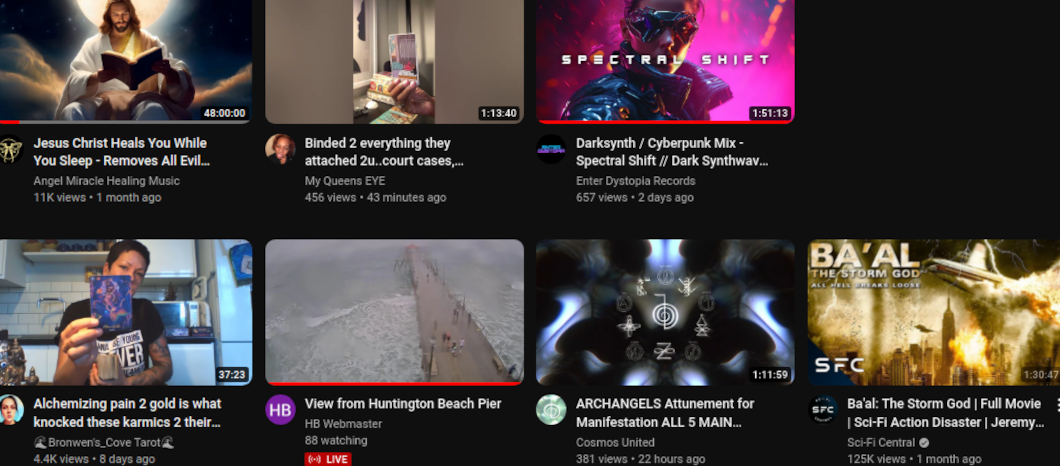 48:00:00
1:13:40
SPECTRAL SHIFT
1:51:13
Jesus Christ Heals You While
You Sleep - Removes All Evil...
Angel Miracle Healing Music
11K views • 1 month ago
Binded 2 everything they
attached 2u..court cases,...
My Queens EYE
456 views • 43 minutes ago
Darksynth / Cyberpunk Mix -
Spectral Shift // Dark Synthwav...
Enter Dystopia Records
657 views • 2 days ago
37:23
1:11:59
BA'AL
THE STORM GOD
ALL HELL BREAKS LOOSE
SFC
1:30:47
Alchemizing pain 2 gold is what
knocked these karmics 2 their...
🌊Bronwen's_Cove Tarot🌊
4.4K views • 8 days ago
HB
View from Huntington Beach Pier
HB Webmaster
88 watching
LIVE
ARCHANGELS Attunement for
Manifestation ALL 5 MAIN...
Cosmos United
381 views • 22 hours ago
SFC
Ba'al: The Storm God | Full Movie
| Sci-Fi Action Disaster | Jeremy...
Sci-Fi Central
125K views • 1 month ago